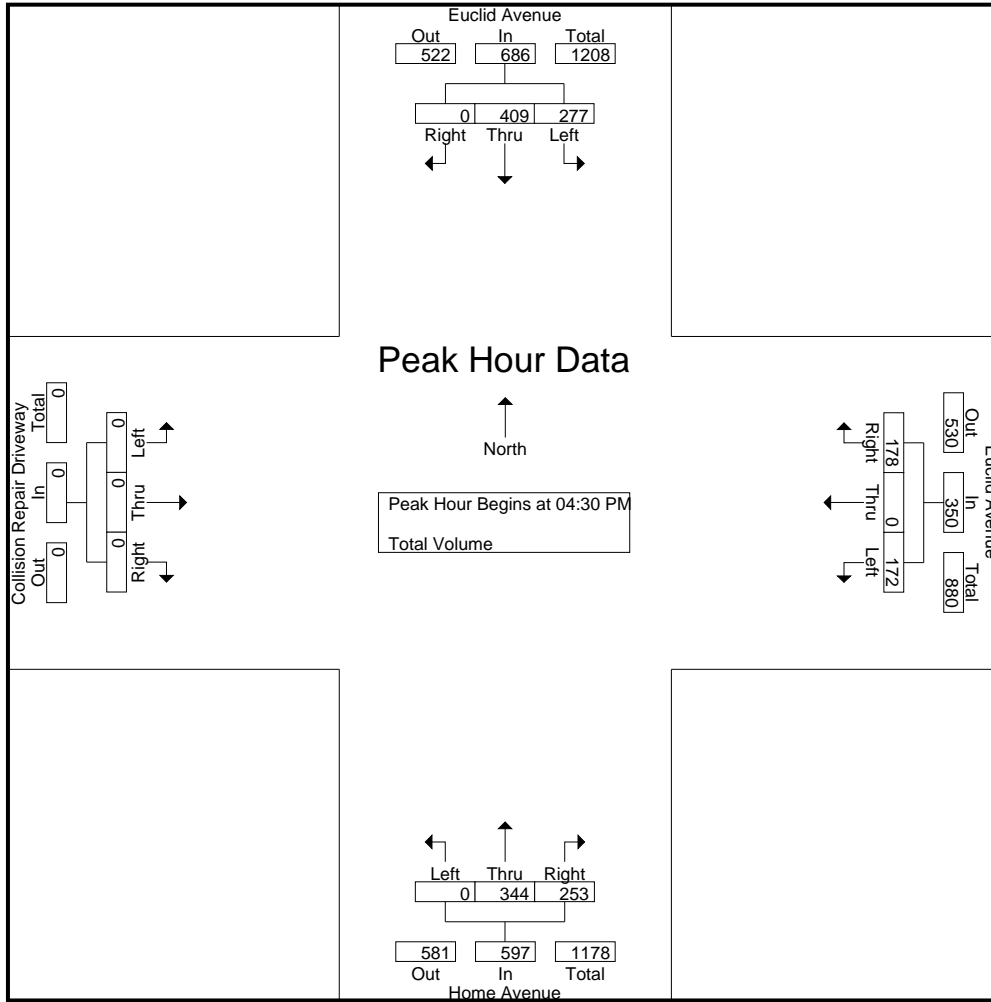 Euclid Avenue
Out In Total
522 686 1208
0 409 277
Right Thru Left
Peak Hour Data
North
Peak Hour Begins at 04:30 PM
Total Volume
Collision Repair Driveway
Out In Total
0 0 0
Left Thru Right
0 0 0
Euclid Avenue
Out In Total
530 350 880
178 0 172
Right Thru Left
Left Thru Right
0 344 253
581 597 1178
Out In Total
Home Avenue